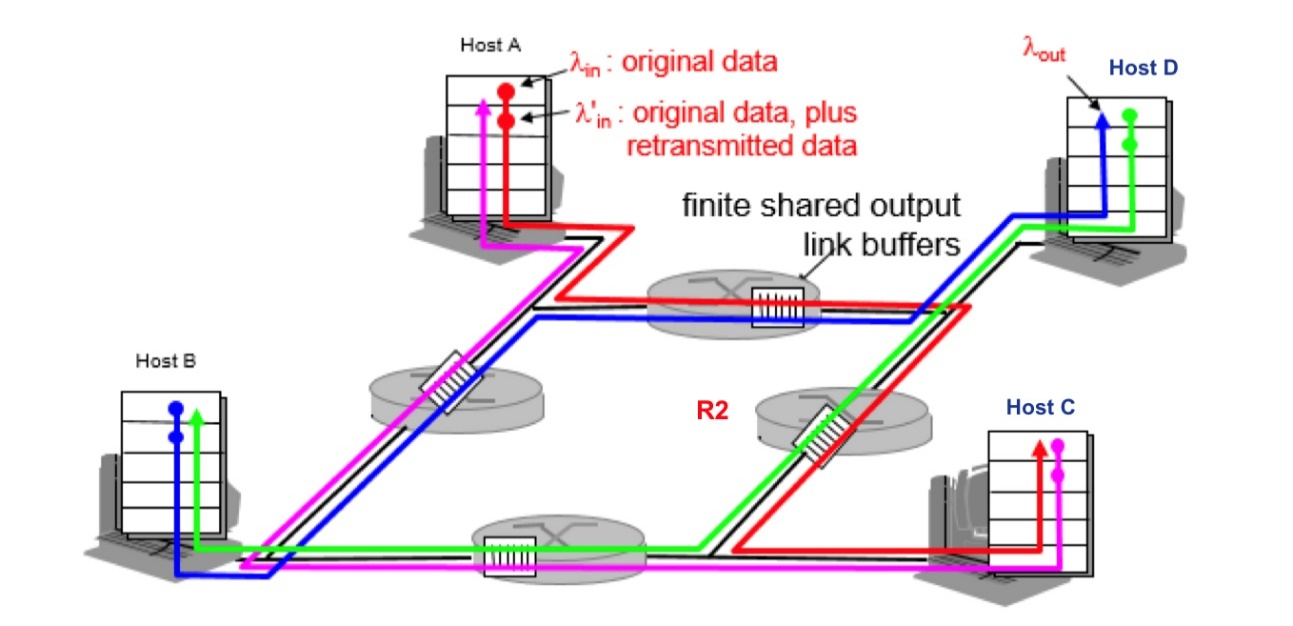 Host A
λin : original data
λ'in : original data, plus
retransmitted data
λout
Host D
finite shared output
link buffers
Host B
R2
Host C